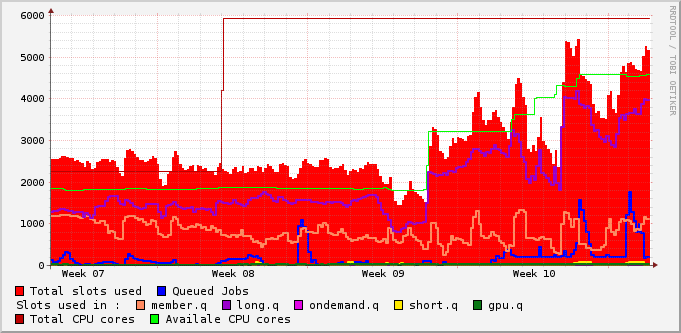 RRDTOOL / TOBI OETIKER
6000
5000
4000
3000
2000
1000
0
Week 07 Week 08 Week 09 Week 10
Total slots used Queued Jobs
Slots used in : member.q long.q ondemand.q short.q gpu.q
Total CPU cores Availale CPU cores